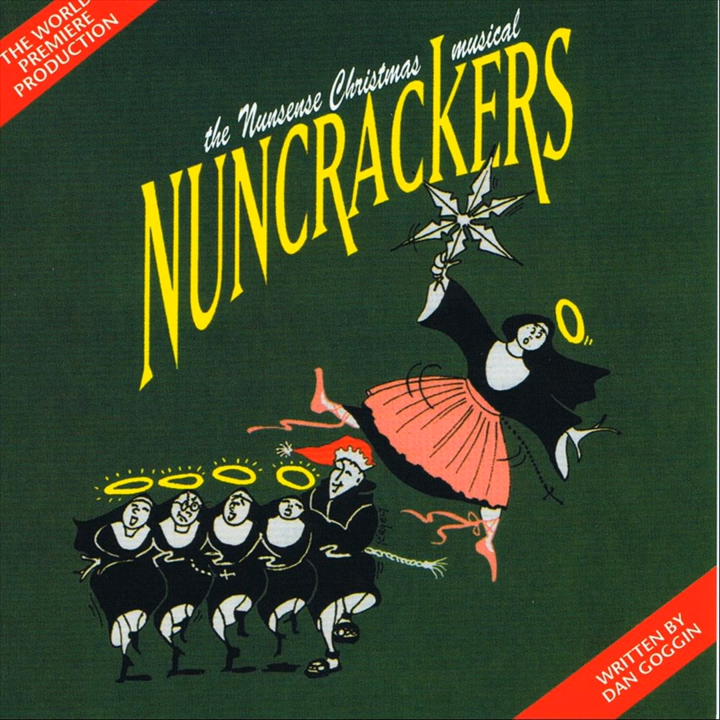 THE WORLD
PREMIERE
PRODUCTION
the Nunsense Christmas musical
NUNCRACKERS
WRITTEN BY
DAN GOGGIN